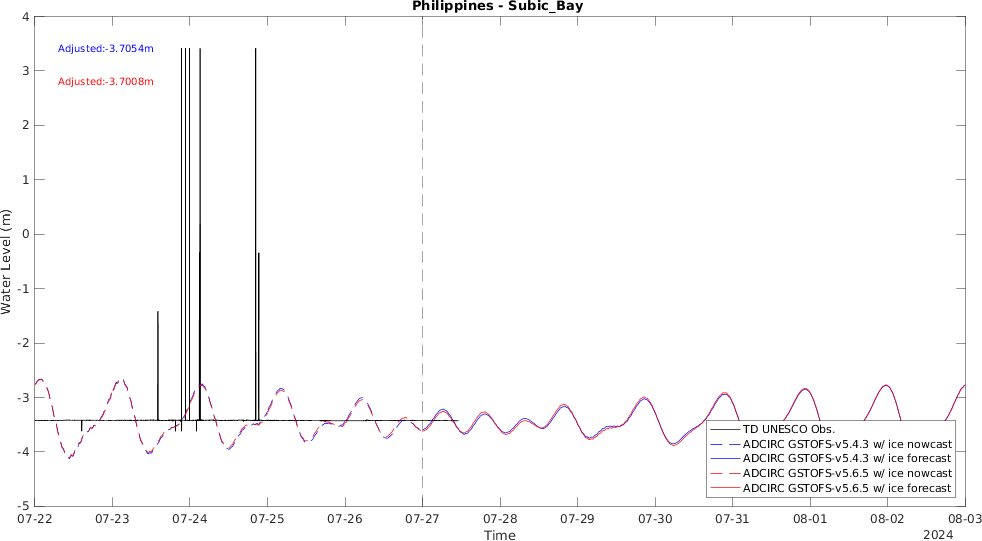 Philippines - Subic_Bay
4
Adjusted:-3.7054m
3
Adjusted:-3.7008m
2
1
0
-1
-2
-3
-4
-5
Water Level (m)
TD UNESCO Obs.
ADCIRC GSTOFS-v5.4.3 w/ ice nowcast
ADCIRC GSTOFS-v5.4.3 w/ ice forecast
ADCIRC GSTOFS-v5.6.5 w/ ice nowcast
ADCIRC GSTOFS-v5.6.5 w/ ice forecast
07-22 07-23 07-24 07-25 07-26 07-27 07-28 07-29 07-30 07-31 08-01 08-02 08-03
Time
2024